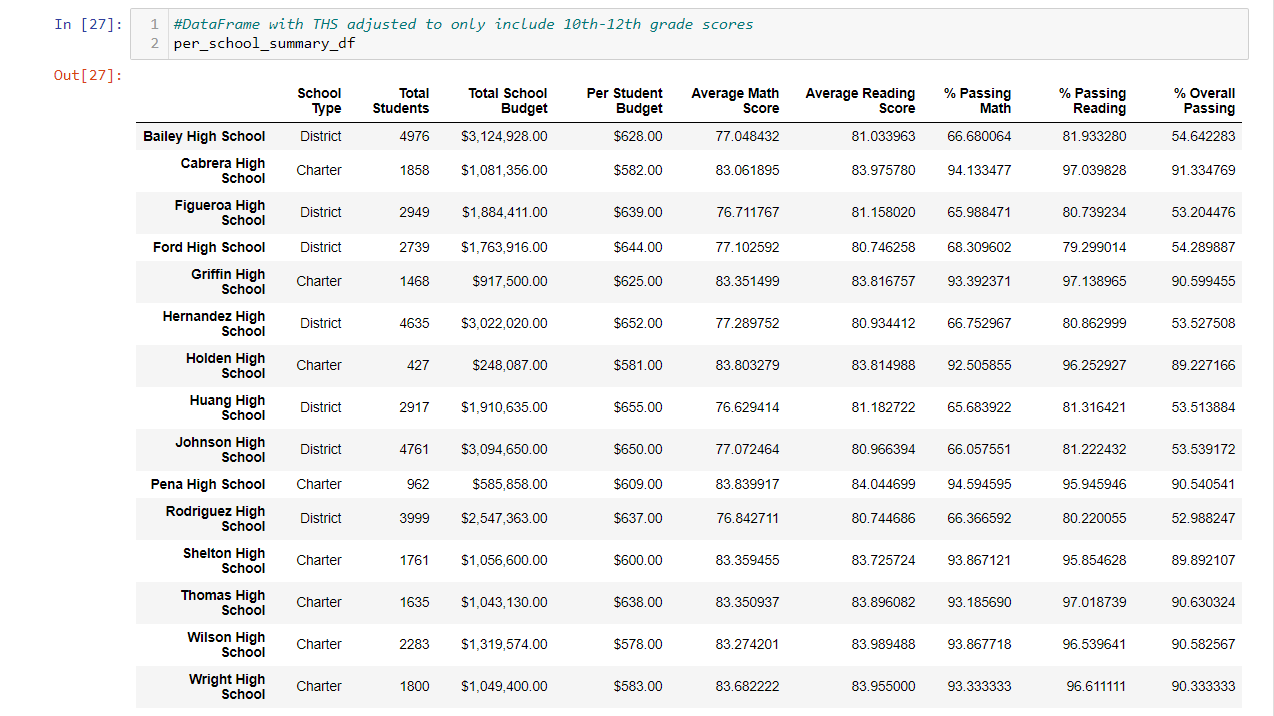 In [27]:
1 #DataFrame with THS adjusted to only include 10th-12th grade scores
2 per_school_summary_df
Out[27]:
School Type Total Students Total School Budget Per Student Budget Average Math Score Average Reading Score % Passing Math % Passing Reading % Overall Passing
Bailey High School District 4976 $3,124,928.00 $628.00 77.048432 81.033963 66.680064 81.933280 54.642283
Cabrera High School Charter 1858 $1,081,356.00 $582.00 83.061895 83.975780 94.133477 97.039828 91.334769
Figueroa High School District 2949 $1,884,411.00 $639.00 76.711767 81.158020 65.988471 80.739234 53.204476
Ford High School District 2739 $1,763,916.00 $644.00 77.102592 80.746258 68.309602 79.299014 54.289887
Griffin High School Charter 1468 $917,500.00 $625.00 83.351499 83.816757 93.392371 97.138965 90.599455
Hernandez High School District 4635 $3,022,020.00 $652.00 77.289752 80.934412 66.752967 80.862999 53.527508
Holden High School Charter 427 $248,087.00 $581.00 83.803279 83.814988 92.505855 96.252927 89.227166
Huang High School District 2917 $1,910,635.00 $655.00 76.629414 81.182722 65.683922 81.316421 53.513884
Johnson High School District 4761 $3,094,650.00 $650.00 77.072464 80.966394 66.057551 81.222432 53.539172
Pena High School Charter 962 $585,858.00 $609.00 83.839917 84.044699 94.594595 95.945946 90.540541
Rodriguez High School District 3999 $2,547,363.00 $637.00 76.842711 80.744686 66.366592 80.220055 52.988247
Shelton High School Charter 1761 $1,056,600.00 $600.00 83.359455 83.725724 93.867121 95.854628 89.892107
Thomas High School Charter 1635 $1,043,130.00 $638.00 83.350937 83.896082 93.185690 97.018739 90.630324
Wilson High School Charter 2283 $1,319,574.00 $578.00 83.274201 83.989488 93.867718 96.539641 90.582567
Wright High School Charter 1800 $1,049,400.00 $583.00 83.682222 83.955000 93.333333 96.611111 90.333333